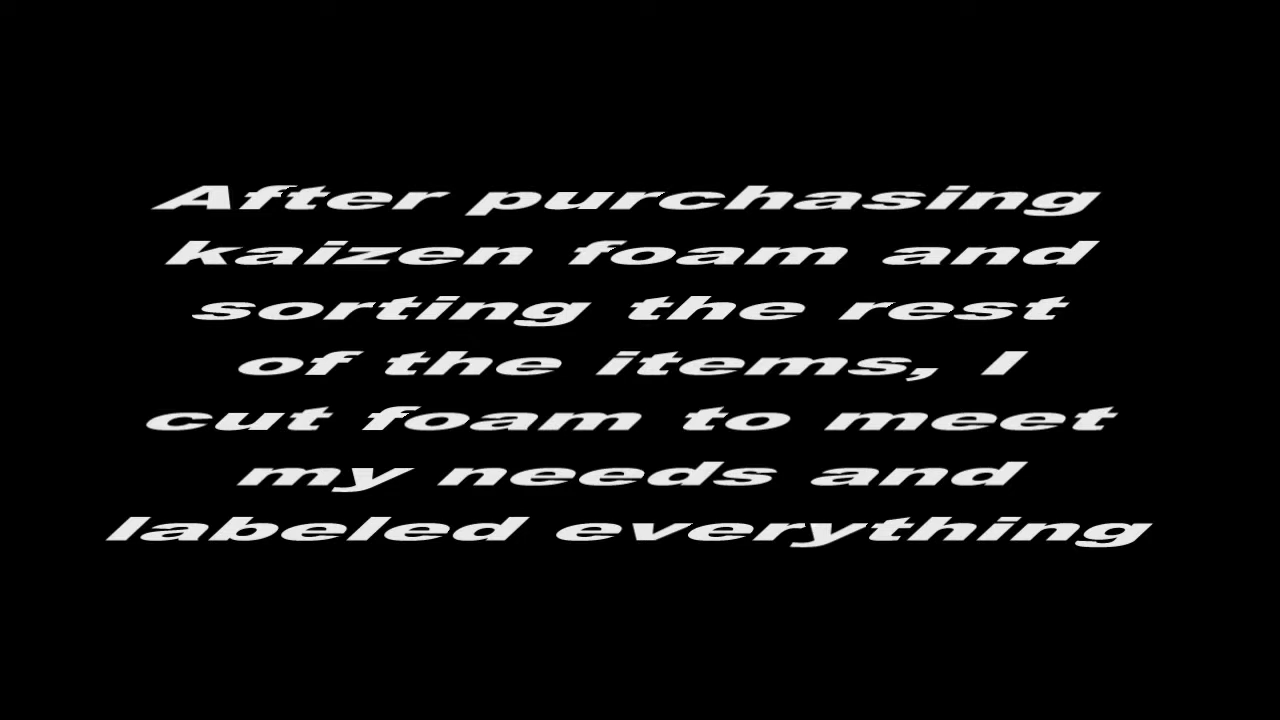 After purchasing
kaizen foam and
sorting the rest
of the items, I
cut foam to meet
my needs and
labeled everything